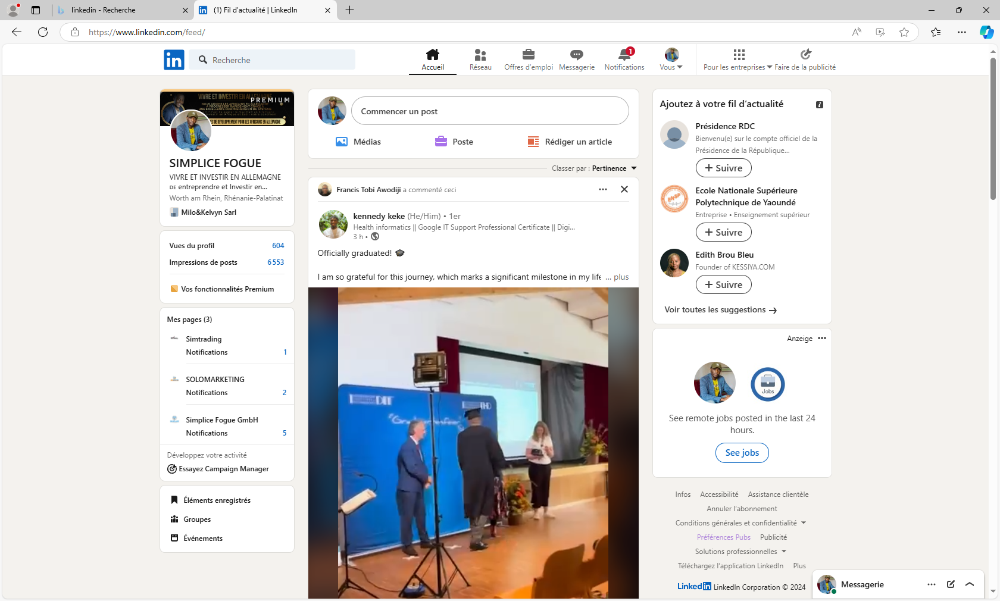 linkedin - Recherche
(1) Fil d'actualité | LinkedIn
https://www.linkedin.com/feed/
in
Recherche
Accueil
Réseau
Offres d'emploi
Messagerie
1
Notifications
Vous
Pour les entreprises
Faire de la publicité
VIVRE ET INVESTIR EN ALLEMAGNE
PREMIUM
SIMPLICE FOGUE
VIVRE ET INVESTIR EN ALLEMAGNE
DE entreprendre et Investir en...
Wörth am Rhein, Rhénanie-Palatinat
Milo&Kelvyn Sarl
Vues du profil 604
Impressions de posts 6 553
Vos fonctionnalités Premium
Mes pages (3)
Simtrading
Notifications 1
SOLOMARKETING
Notifications 2
Simplice Fogue GmbH
Notifications 5
Développez votre activité
Essayez Campaign Manager
Éléments enregistrés
Groupes
Événements
Commencer un post
Médias
Poste
Rédiger un article
Classer par : Pertinence
Francis Tobi Awodiji a commenté ceci
kennedy keke (He/Him) • 1er
Health informatics || Google IT Support Professional Certificate || Digi...
3 h •
Officially graduated! 🎓
I am so grateful for this journey, which marks a significant milestone in my life ... plus
Ajoutez à votre fil d'actualité
Présidence RDC
Bienvenu(e) sur le compte officiel de la
Présidence de la République...
+ Suivre
ENSP
Ecole Nationale Supérieure
Polytechnique de Yaoundé
Entreprise • Enseignement supérieur
+ Suivre
Edith Brou Bleu
Founder of KESSIYA.COM
+ Suivre
Voir toutes les suggestions →
Anzeige
Jobs
See remote jobs posted in the last 24
hours.
See jobs
Infos Accessibilité Assistance clientèle
Annuler l'abonnement
Conditions générales et confidentialité
Préférences Pubs Publicité
Solutions professionnelles
Téléchargez l'application LinkedIn Plus
LinkedIn LinkedIn Corporation © 2024
Messagerie